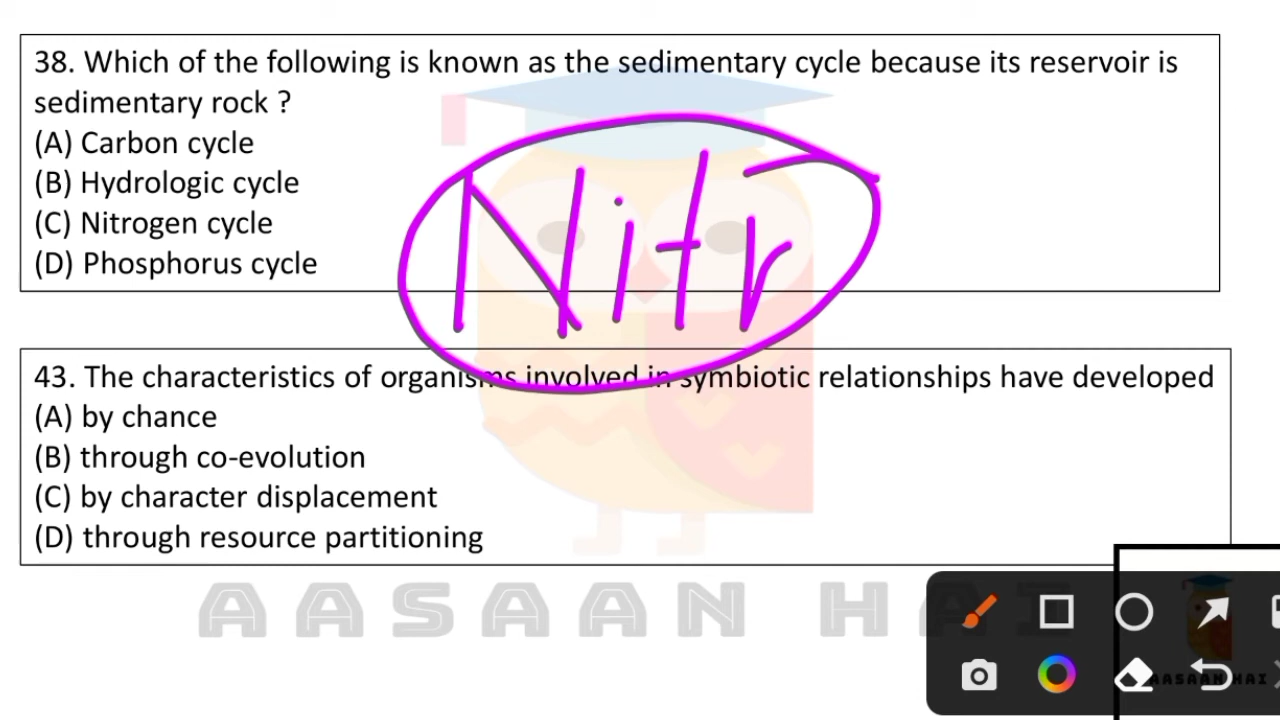 38. Which of the following is known as the sedimentary cycle because its reservoir is
sedimentary rock ?
(A) Carbon cycle
(B) Hydrologic cycle
(C) Nitrogen cycle
(D) Phosphorus cycle
Nitr
43. The characteristics of organisms involved in symbiotic relationships have developed
(A) by chance
(B) through co-evolution
(C) by character displacement
(D) through resource partitioning
AASAAN HAI
AASAAN HAI